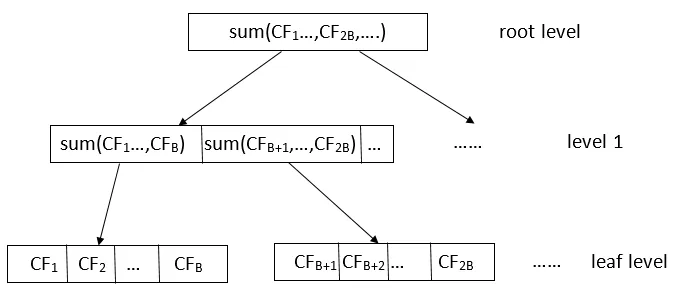 sum(CF1...,CF2B,....) root level
sum(CF1...,CFB) sum(CFB+1,...,CF2B) ... ...... level 1
CF1 CF2 ... CFB CFB+1 CFB+2 ... CF2B ...... leaf level